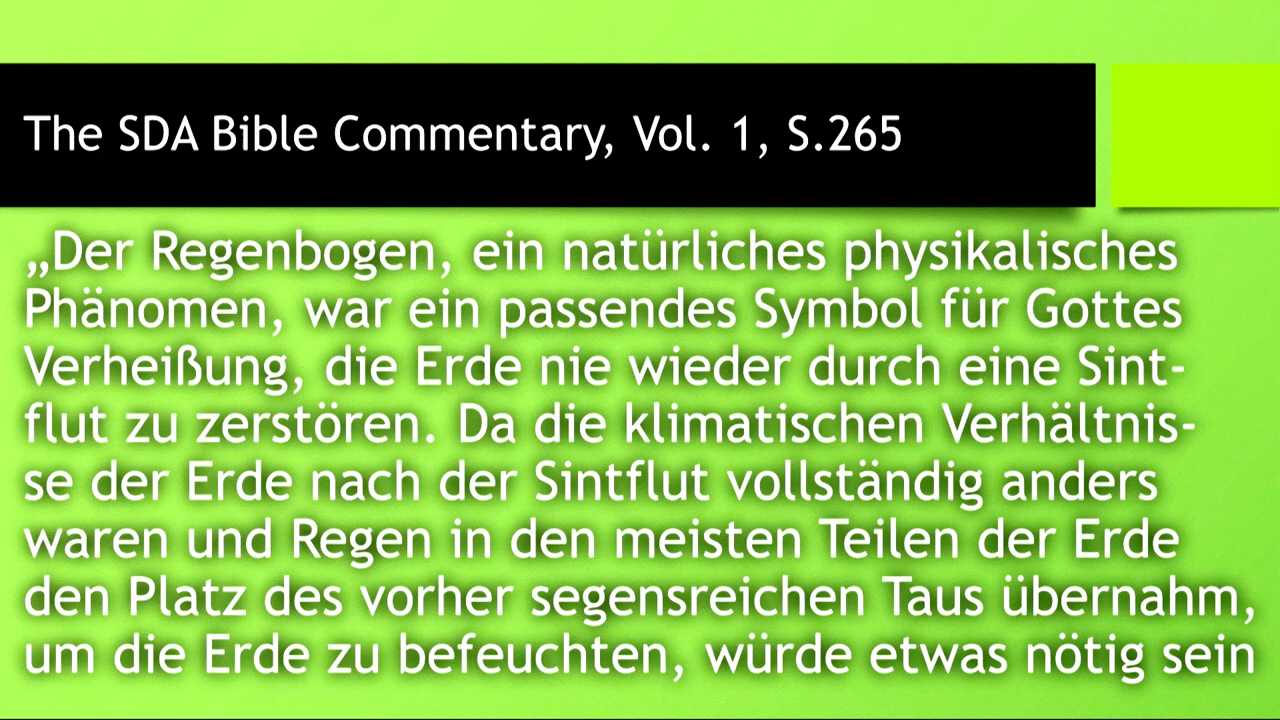 The SDA Bible Commentary, Vol. 1, S.265
„Der Regenbogen, ein natürliches physikalisches
Phänomen, war ein passendes Symbol für Gottes
Verheißung, die Erde nie wieder durch eine Sint-
flut zu zerstören. Da die klimatischen Verhältnis-
se der Erde nach der Sintflut vollständig anders
waren und Regen in den meisten Teilen der Erde
den Platz des vorher segensreichen Taus übernahm,
um die Erde zu befeuchten, würde etwas nötig sein